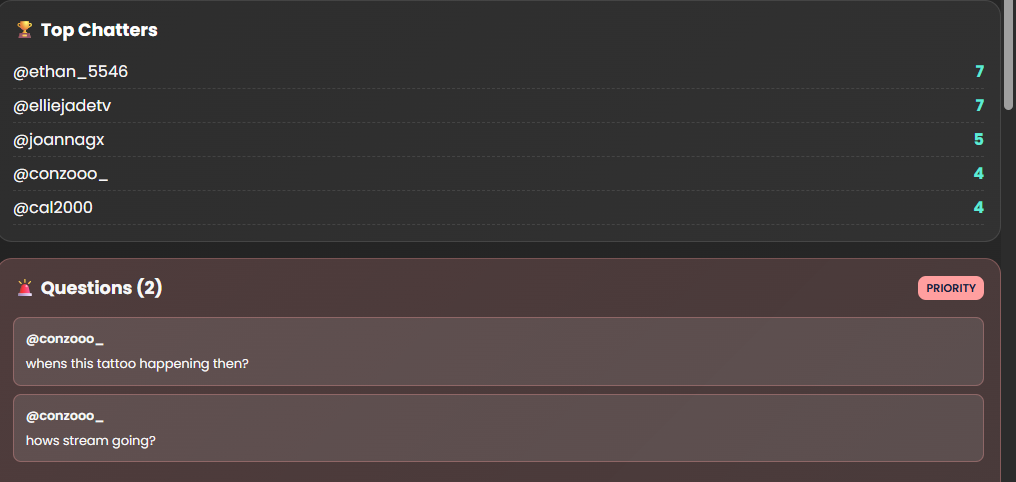 🏆 Top Chatters
@ethan_5546 7
@elliejadetv 7
@joannagx 5
@conzooo_ 4
@cal2000 4
🚨 Questions (2) PRIORITY
@conzooo_
whens this tattoo happening then?
@conzooo_
hows stream going?